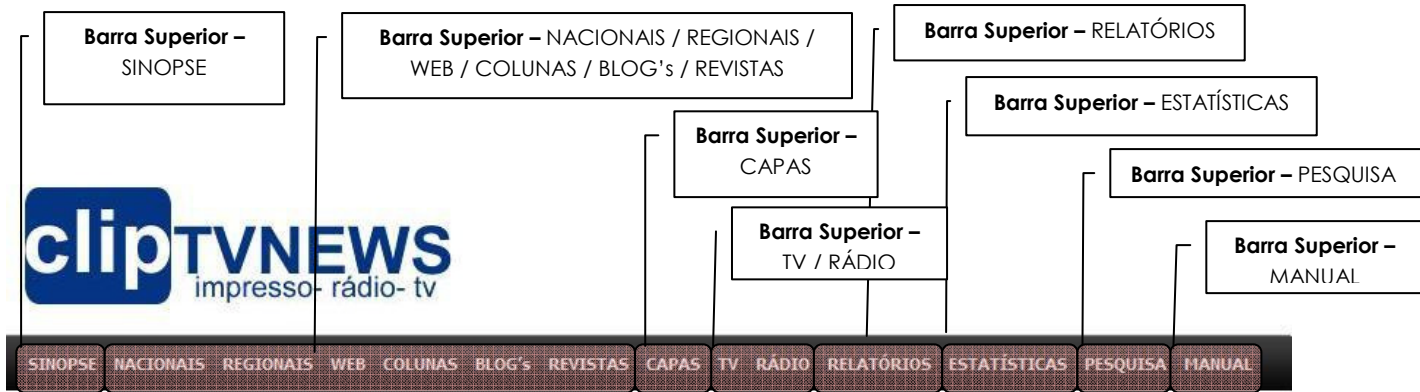 Barra Superior –
SINOPSE
Barra Superior – NACIONAIS / REGIONAIS /
WEB / COLUNAS / BLOG’s / REVISTAS
Barra Superior – RELATÓRIOS
Barra Superior – ESTATÍSTICAS
Barra Superior –
CAPAS
Barra Superior – PESQUISA
Barra Superior –
TV / RÁDIO
Barra Superior –
MANUAL
clipTVNEWS
impresso- rádio- tv
SINOPSE NACIONAIS REGIONAIS WEB COLUNAS BLOG's REVISTAS CAPAS TV RÁDIO RELATÓRIOS ESTATÍSTICAS PESQUISA MANUAL